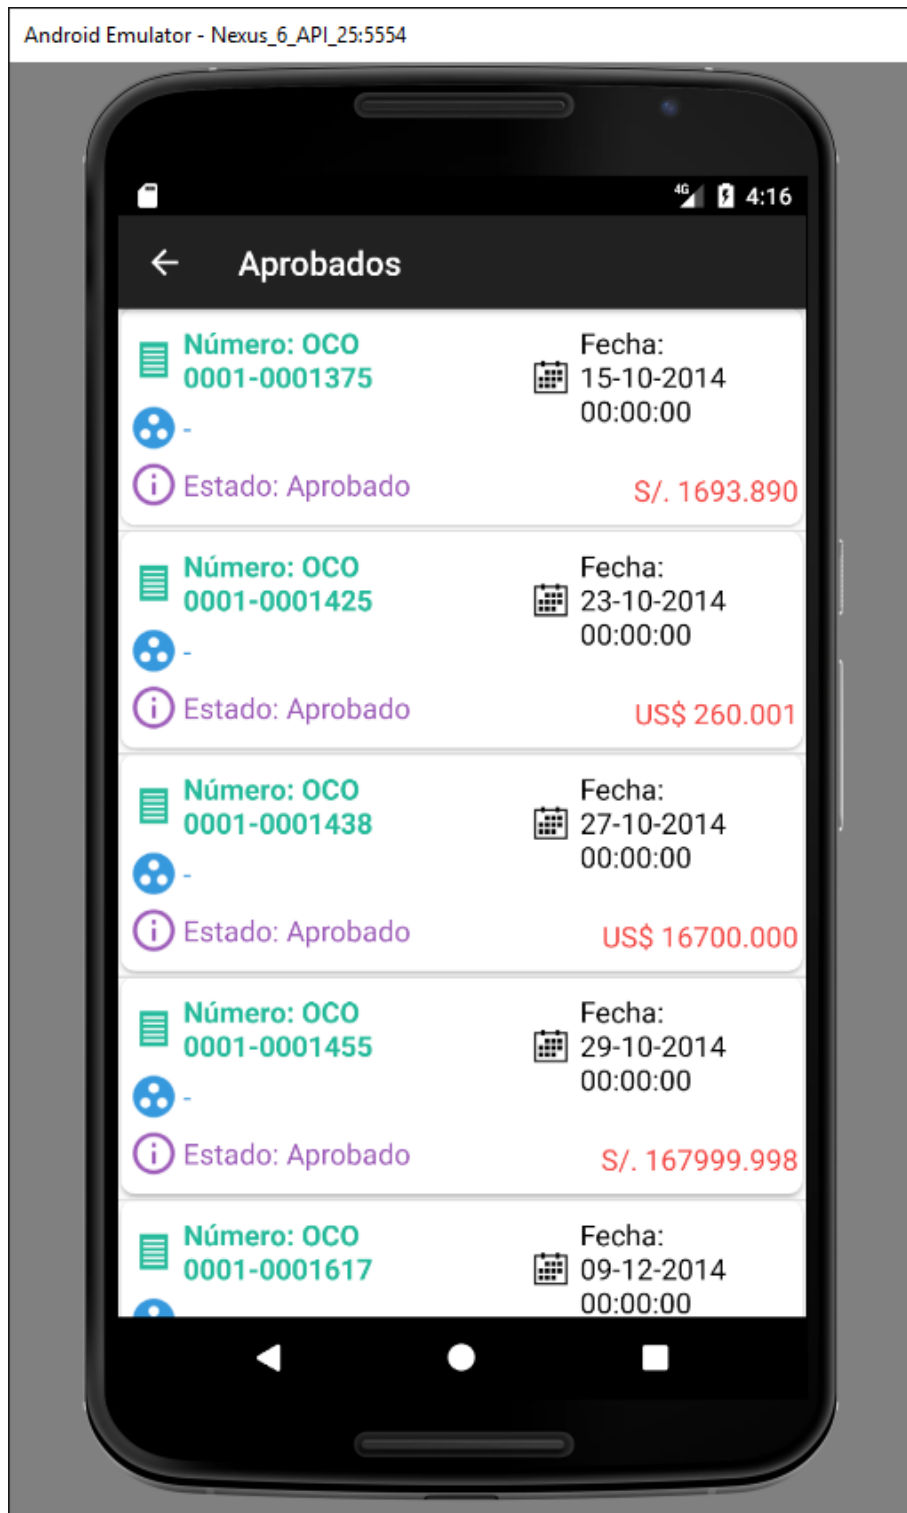 Android Emulator - Nexus_6_API_25:5554
4G 4:16
Aprobados
Número: OCO
0001-0001375
Fecha:
15-10-2014
00:00:00
-
Estado: Aprobado
S/. 1693.890
Número: OCO
0001-0001425
Fecha:
23-10-2014
00:00:00
-
Estado: Aprobado
US$ 260.001
Número: OCO
0001-0001438
Fecha:
27-10-2014
00:00:00
-
Estado: Aprobado
US$ 16700.000
Número: OCO
0001-0001455
Fecha:
29-10-2014
00:00:00
-
Estado: Aprobado
S/. 167999.998
Número: OCO
0001-0001617
Fecha:
09-12-2014
00:00:00